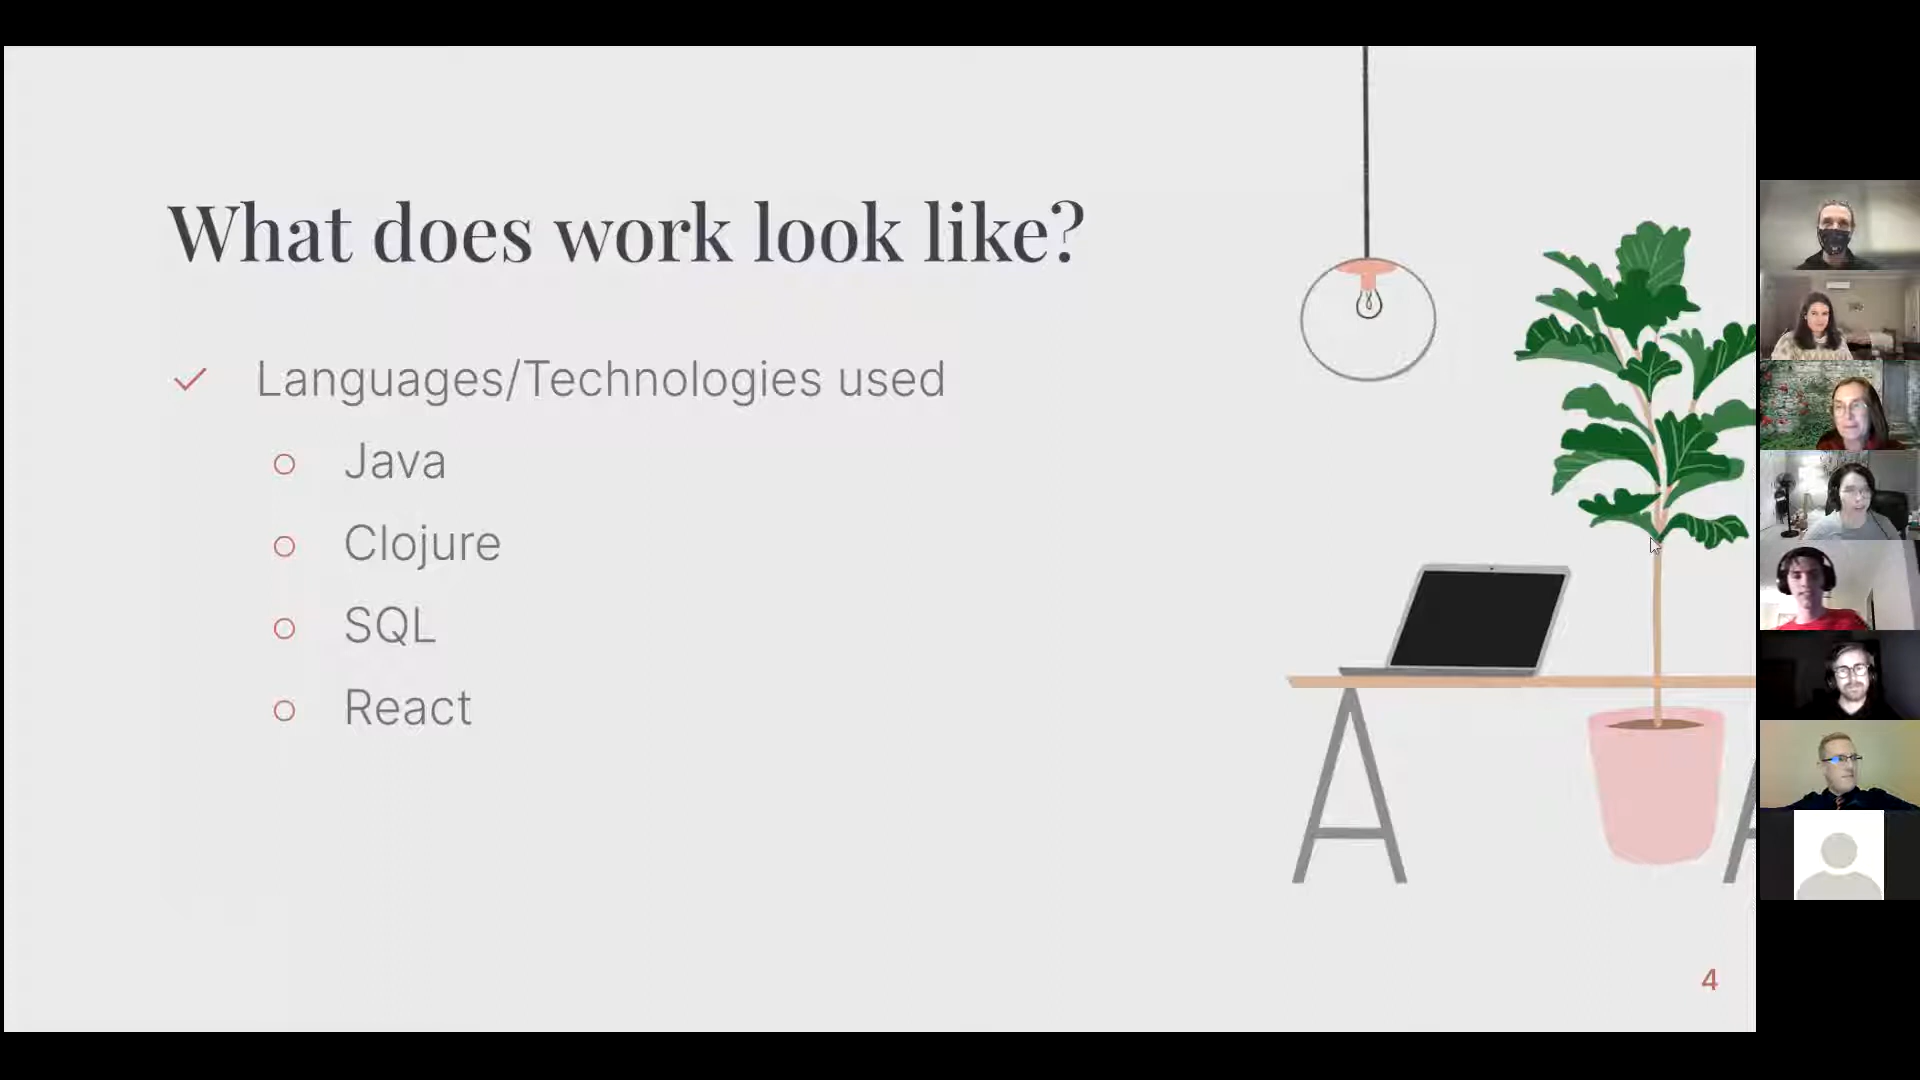 What does work look like?
Languages/Technologies used
Java
Clojure
SQL
React
4